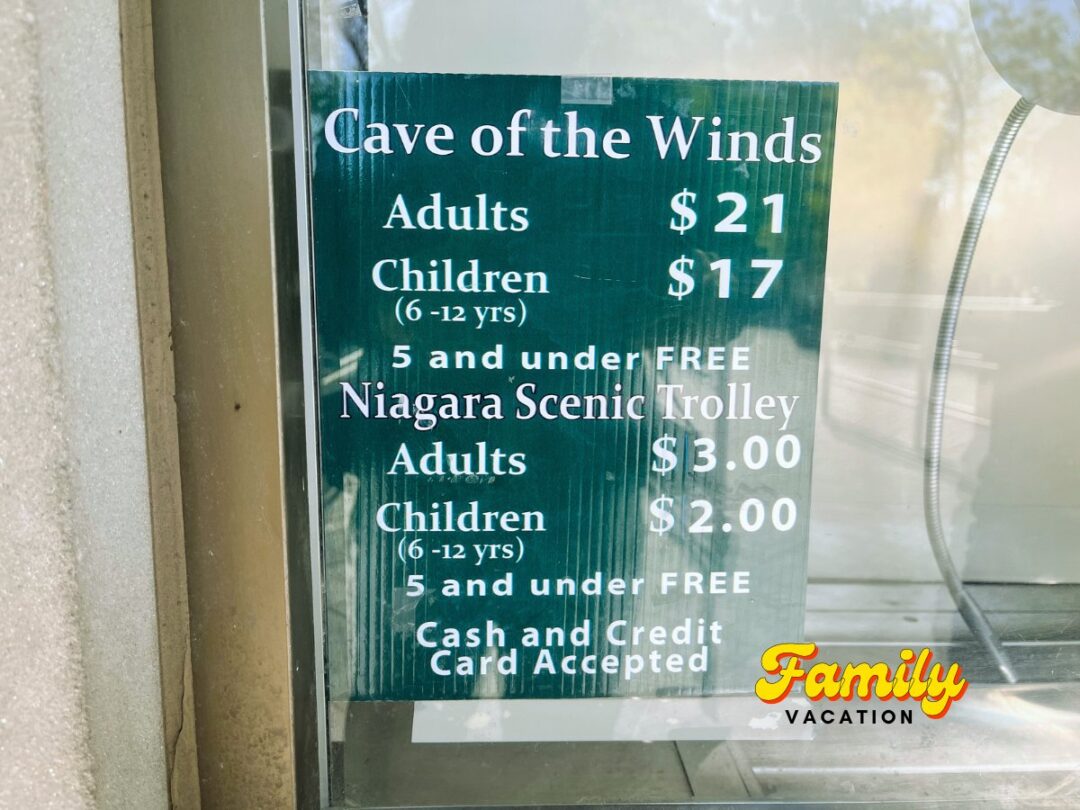 Cave of the Winds
Adults $ 21
Children $ 17
(6 -12 yrs)
5 and under FREE
Niagara Scenic Trolley
Adults $ 3.00
Children $ 2.00
(6 -12 yrs)
5 and under FREE
Cash and Credit
Card Accepted
Family
VACATION